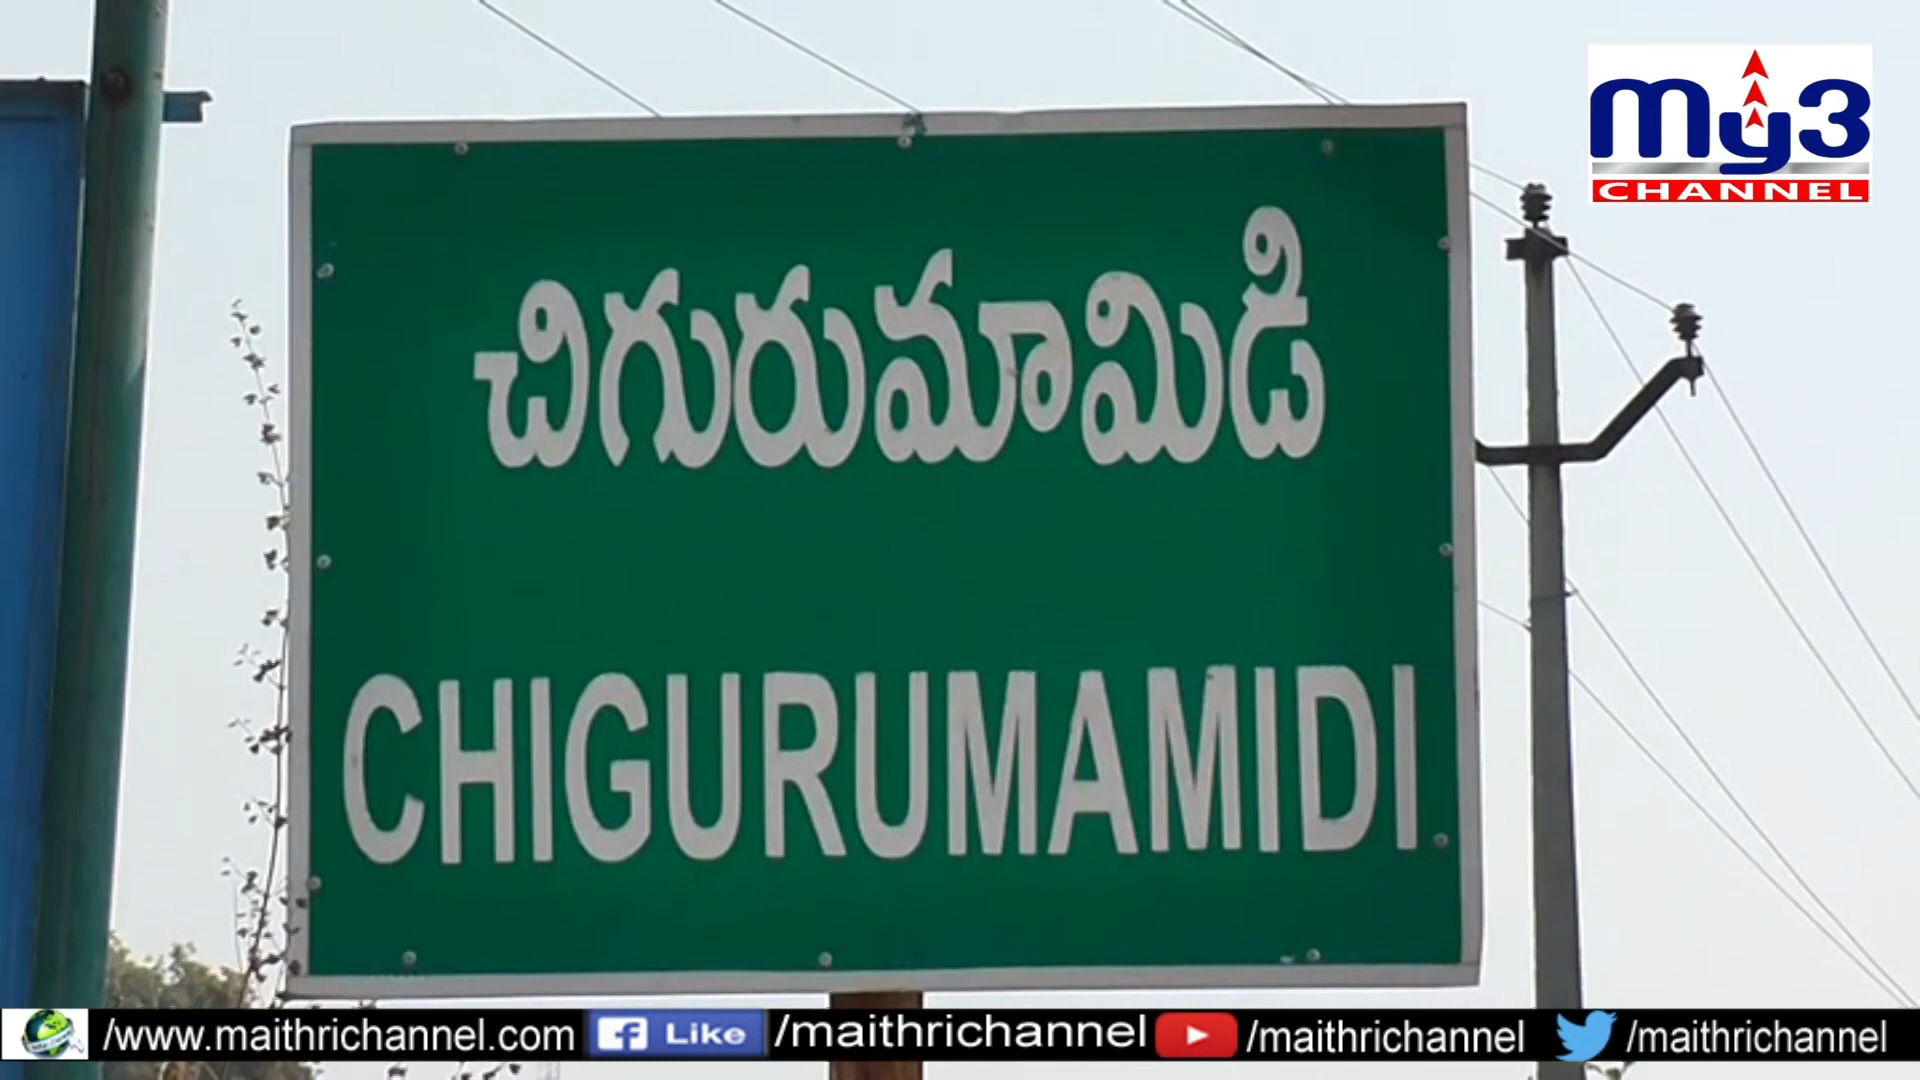 my3
CHANNEL
చిగురుమామిడి
CHIGURUMAMIDI
/www.maithrichannel.com f Like /maithrichannel /maithrichannel /maithrichannel